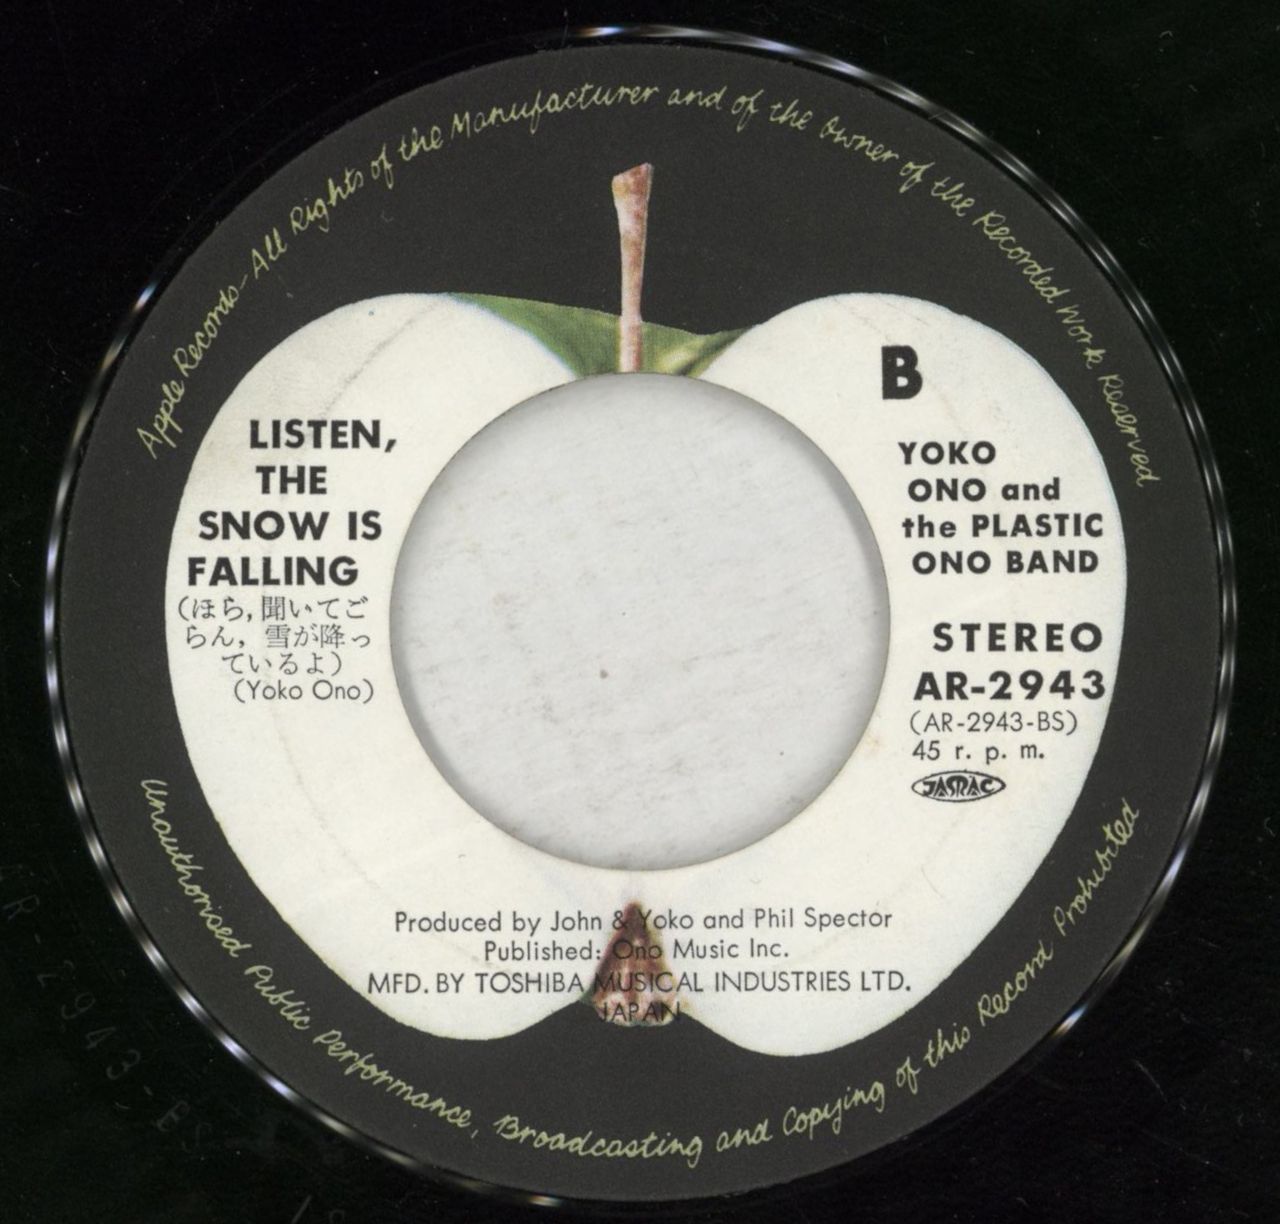 Apple Records—All Rights of the Manufacturer and of the Owner of the Recorded Work Reserved
B
LISTEN,
THE
SNOW IS
FALLING
(ほら,聞いてご
らん, 雪が降っ
ているよ)
(Yoko Ono)
YOKO
ONO and
the PLASTIC
ONO BAND
STEREO
AR-2943
(AR-2943-BS)
45 r. p. m.
JASRAC
Produced by John & Yoko and Phil Spector
Published: Ono Music Inc.
MFD. BY TOSHIBA MUSICAL INDUSTRIES LTD.
JAPAN
Unauthorised Public Performance, Broadcasting and Copying of this Record Prohibited